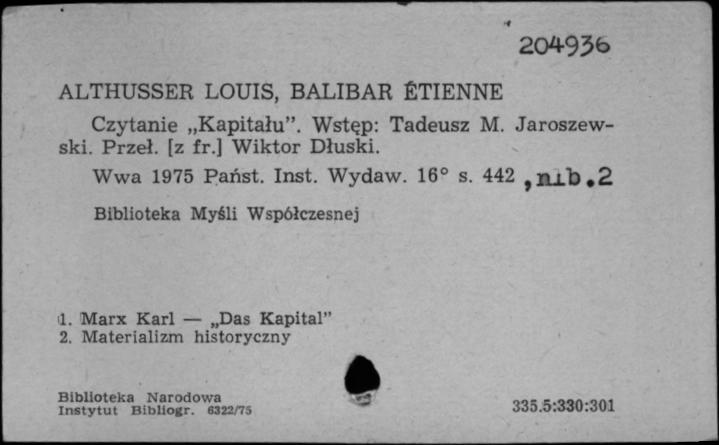 204936
ALTHUSSER LOUIS, BALIBAR ÉTIENNE
Czytanie „Kapitału”. Wstęp: Tadeusz M. Jaroszew-
ski. Przeł. [z fr.] Wiktor Dłuski.
Wwa 1975 Państ. Inst. Wydaw. 16° s. 442 , nlb. 2
Biblioteka Myśli Współczesnej
1. Marx Karl — „Das Kapital”
2. Materializm historyczny
Biblioteka Narodowa
Instytut Bibliogr. 6322/75
335.5:330:301